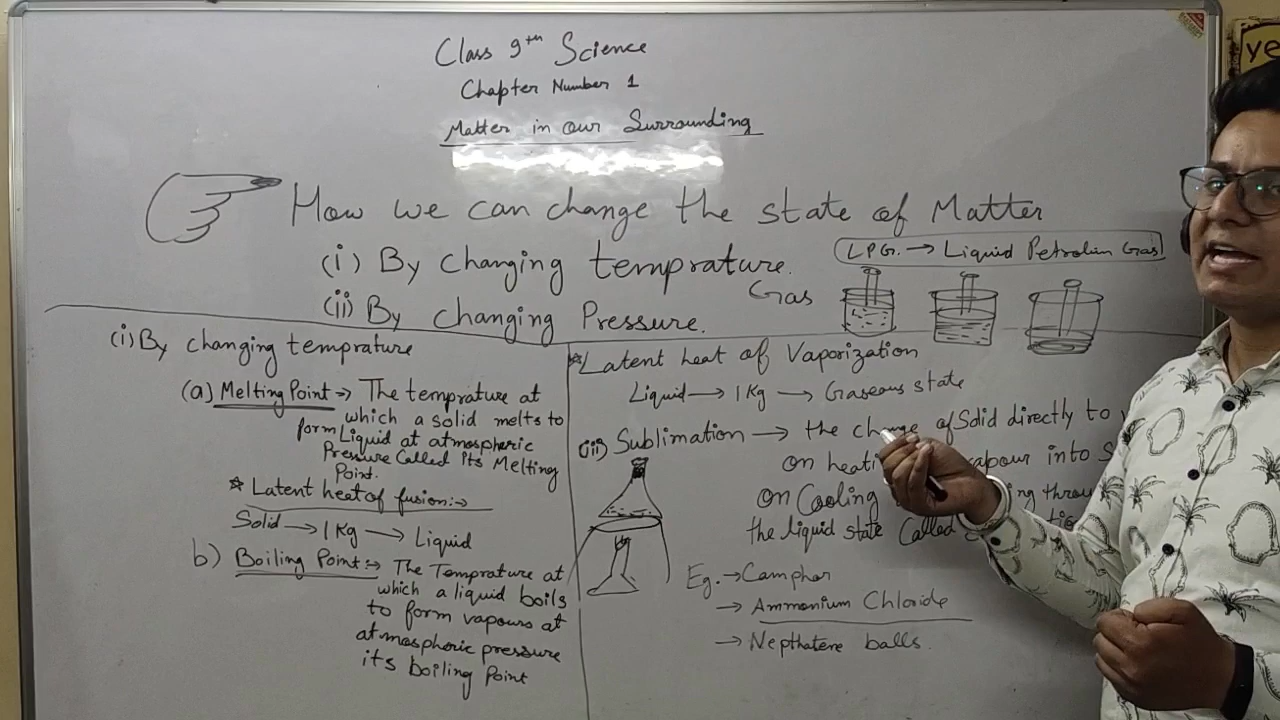 Class 9th Science
Chapter Number 1
Matter in our Surrounding
How we can change the state of Matter
(i) By changing temprature.
(ii) By changing Pressure.
LPG. → Liquid Petrolium Gas
Gas
(i) By changing temprature
(a) Melting Point :→ The temprature at
which a solid melts to
form Liquid at atmospheric
Pressure Called its Melting
Point.
* Latent heat of fusion :→
Solid → 1 Kg → Liquid
b) Boiling Point :→ The Temprature at
which a liquid boils
to form vapours at
atmospheric pressure
its boiling Point
* Latent heat of Vaporization
Liquid → 1 Kg → Gaseous state
(iii) Sublimation → the change of Solid directly to
on into
on Cooling
the liquid state Called
Eg. → Camphor
→ Ammonium Chloride
→ Nepthatene balls.
ye